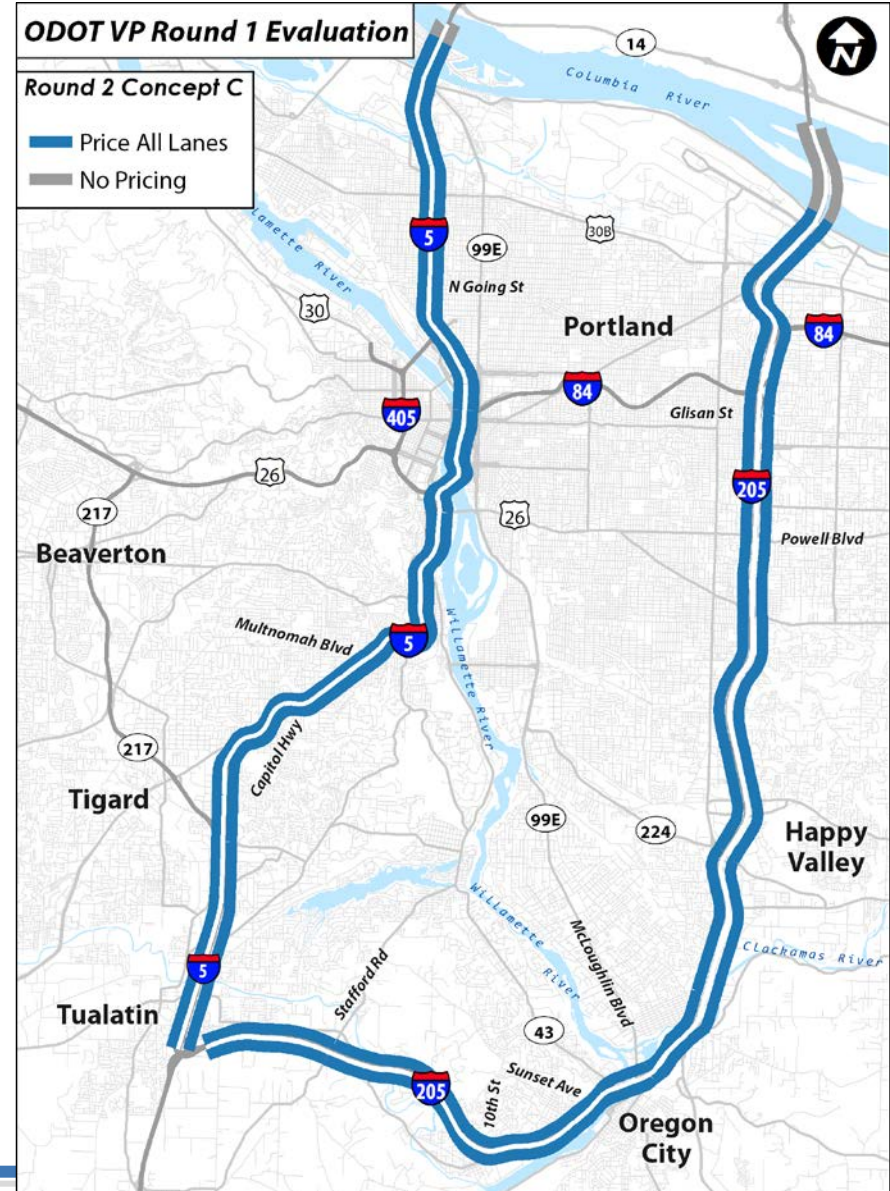 ODOT VP Round 1 Evaluation
Round 2 Concept C
Price All Lanes
No Pricing
N
14
Columbia River
5
99E
30B
Willamette River
N Going St
30
Portland
84
84
405
Glisan St
26
205
217
26
Powell Blvd
Beaverton
Multnomah Blvd
5
Willamette River
Capitol Hwy
217
Tigard
99E
224
Happy
Valley
Willamette
River
McLoughlin Blvd
Clackamas River
5
Stafford Rd
Tualatin
43
205
10th St
Sunset Ave
Oregon
City